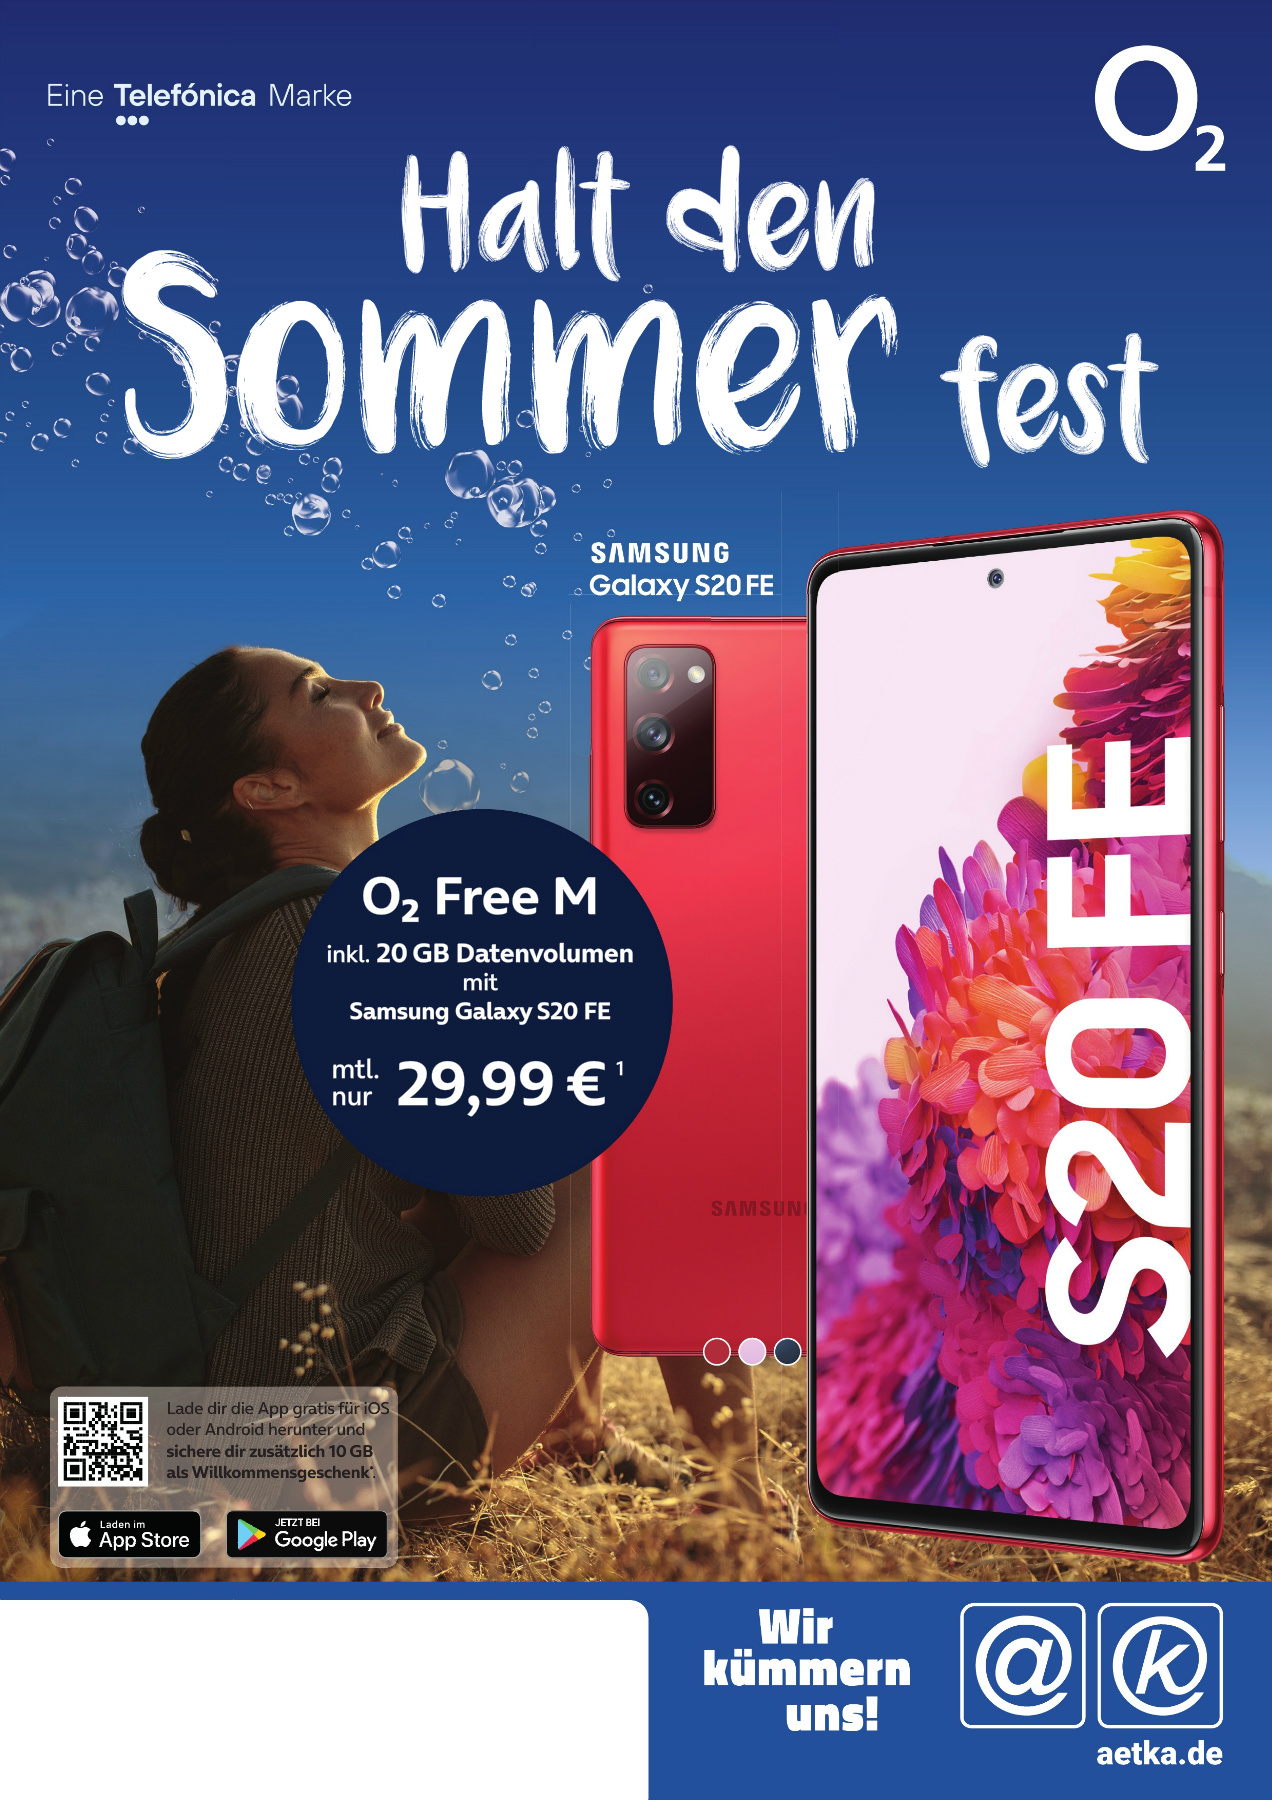 Eine Telefónica Marke
O₂
Halt den
Sommer fest
SAMSUNG
Galaxy S20 FE
S20 FE
O₂ Free M
inkl. 20 GB Datenvolumen
mit
Samsung Galaxy S20 FE
mtl.
nur 29,99 € ¹
SAMSUN
Lade dir die App gratis für iOS
oder Android herunter und
sichere dir zusätzlich 10 GB
als Willkommensgeschenk*.
Laden im
App Store
JETZT BEI
Google Play
Wir
kümmern
uns!
@ k
aetka.de